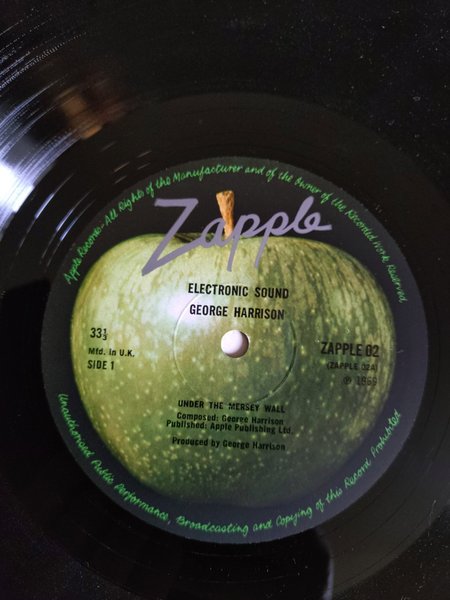 Apple Records-All Rights of the Manufacturer and of the Owner of the Recorded Work Reserved
Zapple
ELECTRONIC SOUND
GEORGE HARRISON
33⅓
Mfd. in U.K.
SIDE 1
ZAPPLE 02
(ZAPPLE 02A)
℗ 1969
UNDER THE MERSEY WALL
Composed: George Harrison
Published: Apple Publishing Ltd.
Produced by George Harrison
Unauthorised Public Performance, Broadcasting and Copying of this Record Prohibited